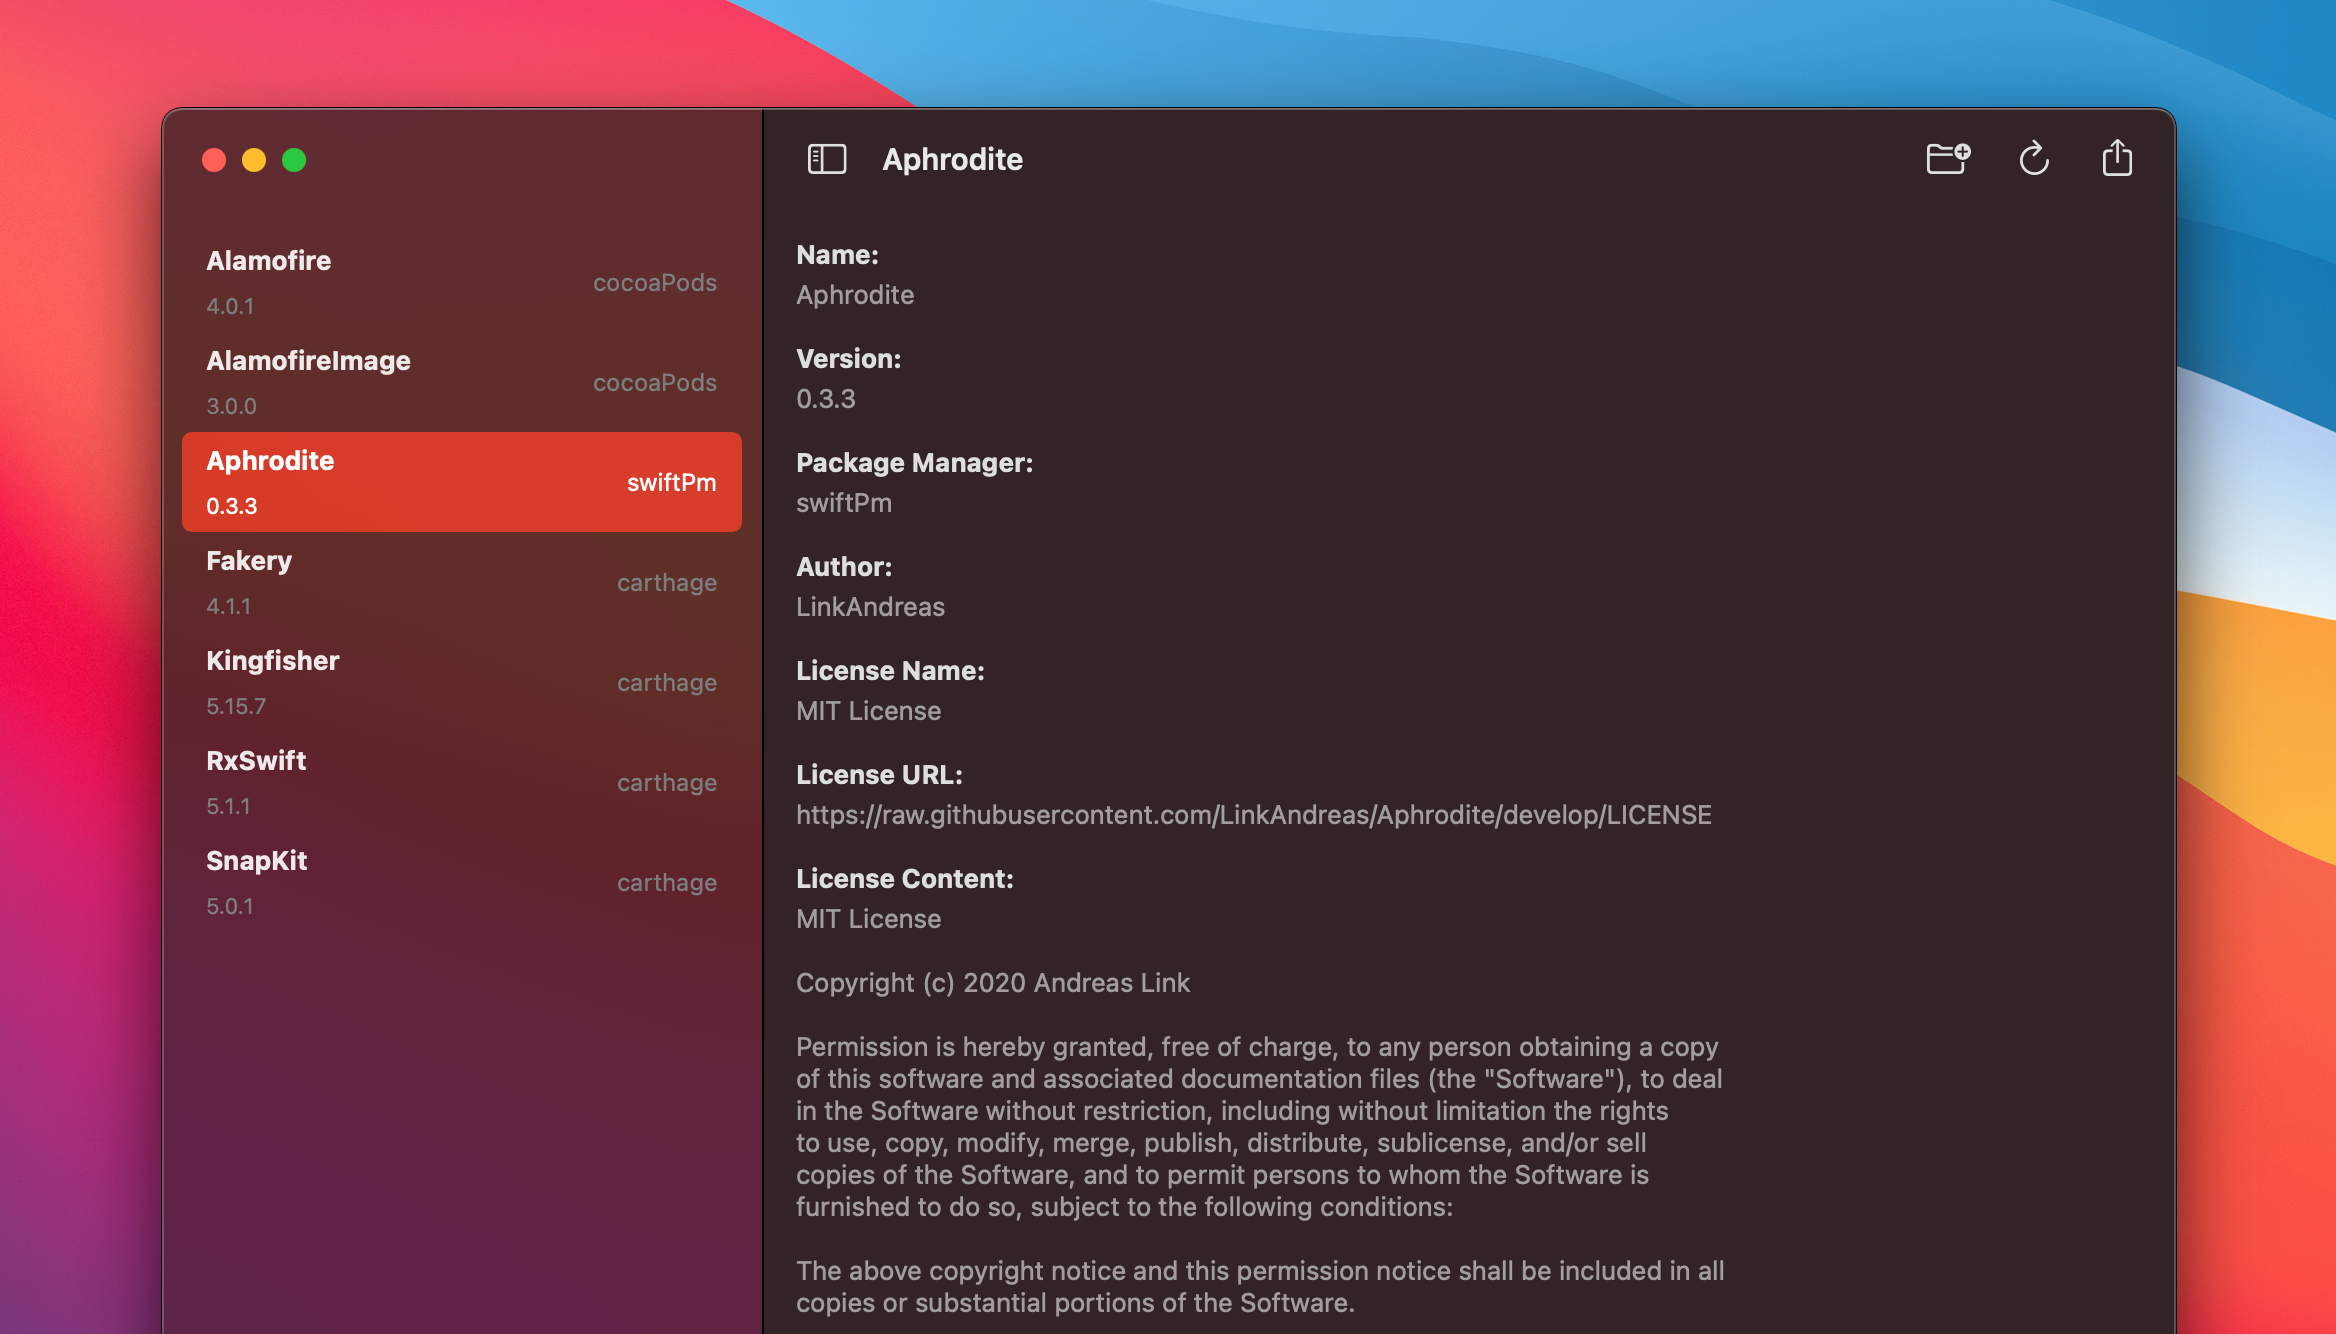 Aphrodite
Alamofire
cocoaPods
4.0.1
AlamofireImage
cocoaPods
3.0.0
Aphrodite
swiftPm
0.3.3
Fakery
carthage
4.1.1
Kingfisher
carthage
5.15.7
RxSwift
carthage
5.1.1
SnapKit
carthage
5.0.1
Name:
Aphrodite
Version:
0.3.3
Package Manager:
swiftPm
Author:
LinkAndreas
License Name:
MIT License
License URL:
https://raw.githubusercontent.com/LinkAndreas/Aphrodite/develop/LICENSE
License Content:
MIT License
Copyright (c) 2020 Andreas Link
Permission is hereby granted, free of charge, to any person obtaining a copy
of this software and associated documentation files (the "Software"), to deal
in the Software without restriction, including without limitation the rights
to use, copy, modify, merge, publish, distribute, sublicense, and/or sell
copies of the Software, and to permit persons to whom the Software is
furnished to do so, subject to the following conditions:
The above copyright notice and this permission notice shall be included in all
copies or substantial portions of the Software.